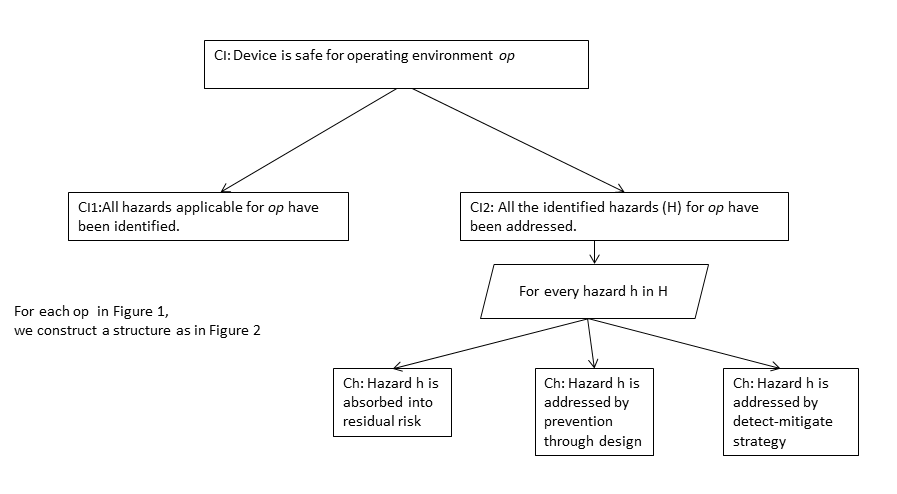 CI: Device is safe for operating environment op
CI1:All hazards applicable for op have
been identified.
CI2: All the identified hazards (H) for op have
been addressed.
For every hazard h in H
For each op in Figure 1,
we construct a structure as in Figure 2
Ch: Hazard h is
absorbed into
residual risk
Ch: Hazard h is
addressed by
prevention
through design
Ch: Hazard h is
addressed by
detect-mitigate
strategy